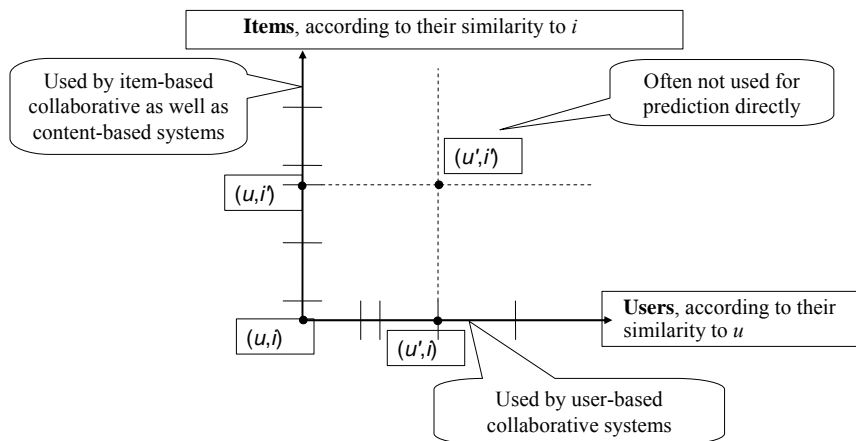 Items, according to their similarity to i
Used by item-based
collaborative as well as
content-based systems
Often not used for
prediction directly
(u',i')
(u,i')
Users, according to their
similarity to u
(u,i)
(u',i)
Used by user-based
collaborative systems